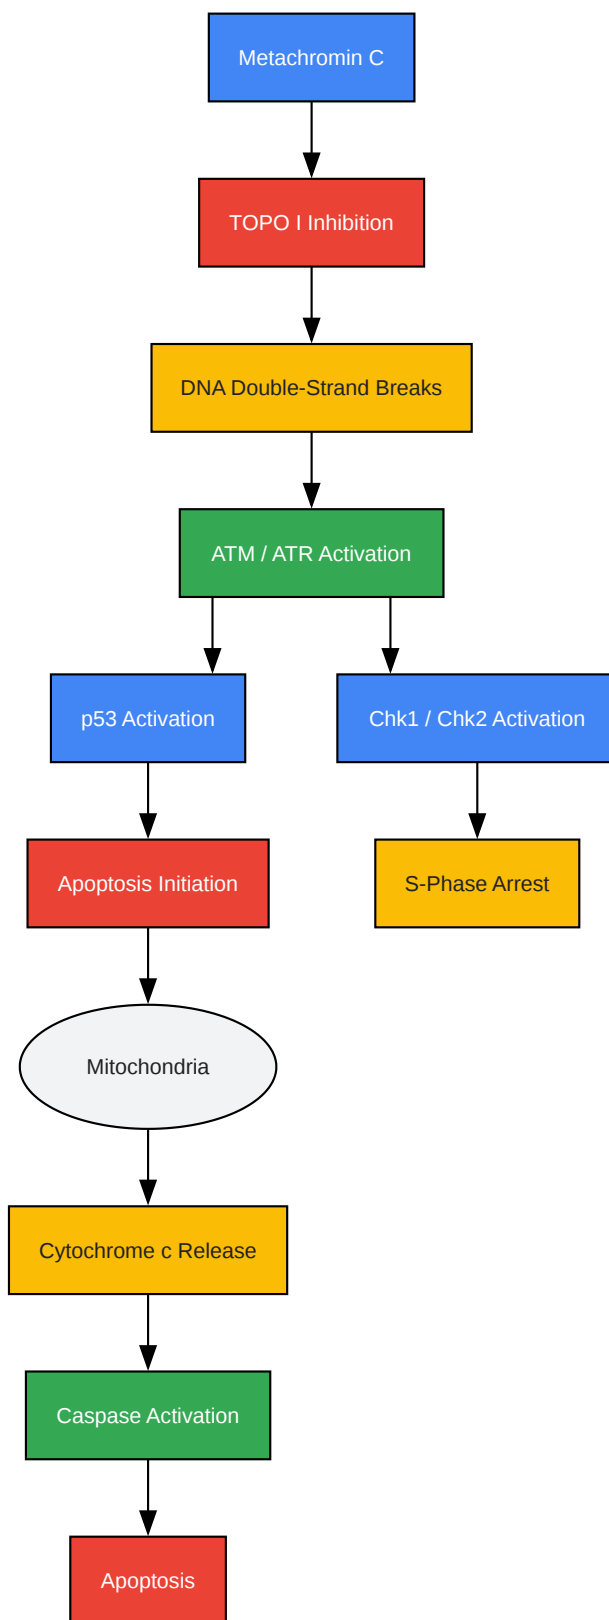 Metachromin C
TOPO I Inhibition
DNA Double-Strand Breaks
ATM / ATR Activation
p53 Activation
Chk1 / Chk2 Activation
Apoptosis Initiation
S-Phase Arrest
Mitochondria
Cytochrome c Release
Caspase Activation
Apoptosis